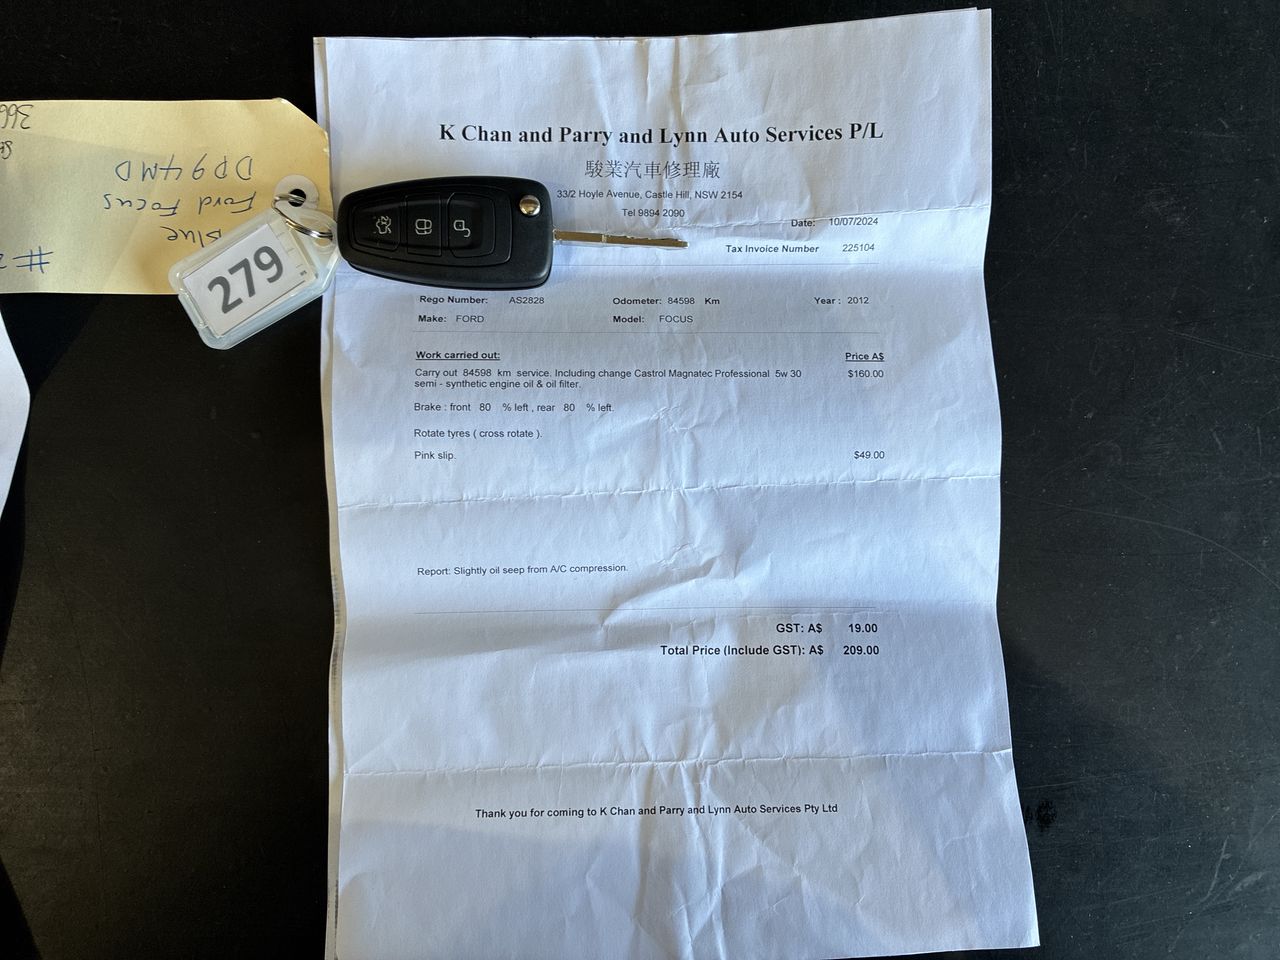 K Chan and Parry and Lynn Auto Services P/L
駿業汽車修理廠
33/2 Hoyle Avenue, Castle Hill, NSW 2154
Tel 9894 2090
Date: 10/07/2024
Tax Invoice Number 225104
Rego Number: AS2828 Odometer: 84598 Km Year : 2012
Make: FORD Model: FOCUS
Work carried out: Price A$
Carry out 84598 km service. Including change Castrol Magnatec Professional 5w 30 $160.00
semi - synthetic engine oil & oil filter.
Brake : front 80 % left , rear 80 % left.
Rotate tyres ( cross rotate ).
Pink slip. $49.00
Report: Slightly oil seep from A/C compression.
GST: A$ 19.00
Total Price (Include GST): A$ 209.00
Thank you for coming to K Chan and Parry and Lynn Auto Services Pty Ltd
279
#
Blue
Ford Focus
DD94MD
366